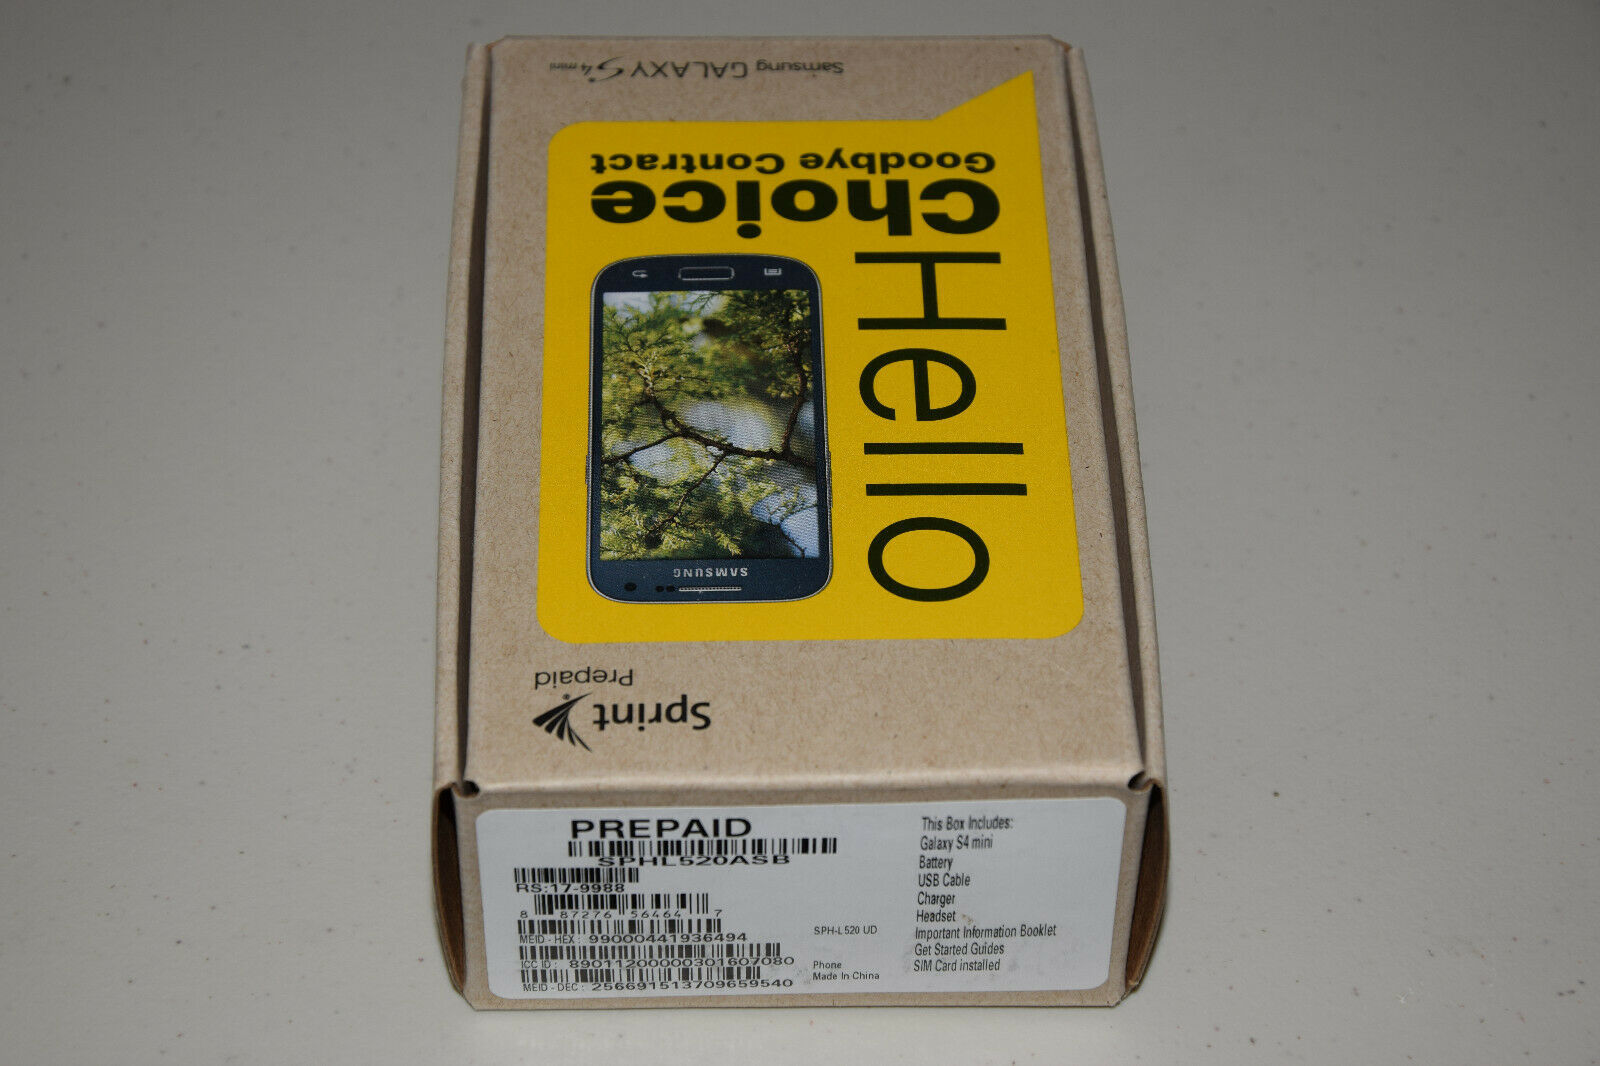 Samsung GALAXY S4 mini
Hello
Choice
Goodbye Contract
SAMSUNG
Sprint
Prepaid
PREPAID
SPHL520ASB
RS:17-9988
8 87276 56464 7
MEID - HEX: 99000441936494
ICC ID: 89011200000301607080
MEID - DEC: 256691513709659540
SPH-L520 UD
Phone
Made In China
This Box Includes:
Galaxy S4 mini
Battery
USB Cable
Charger
Headset
Important Information Booklet
Get Started Guides
SIM Card installed